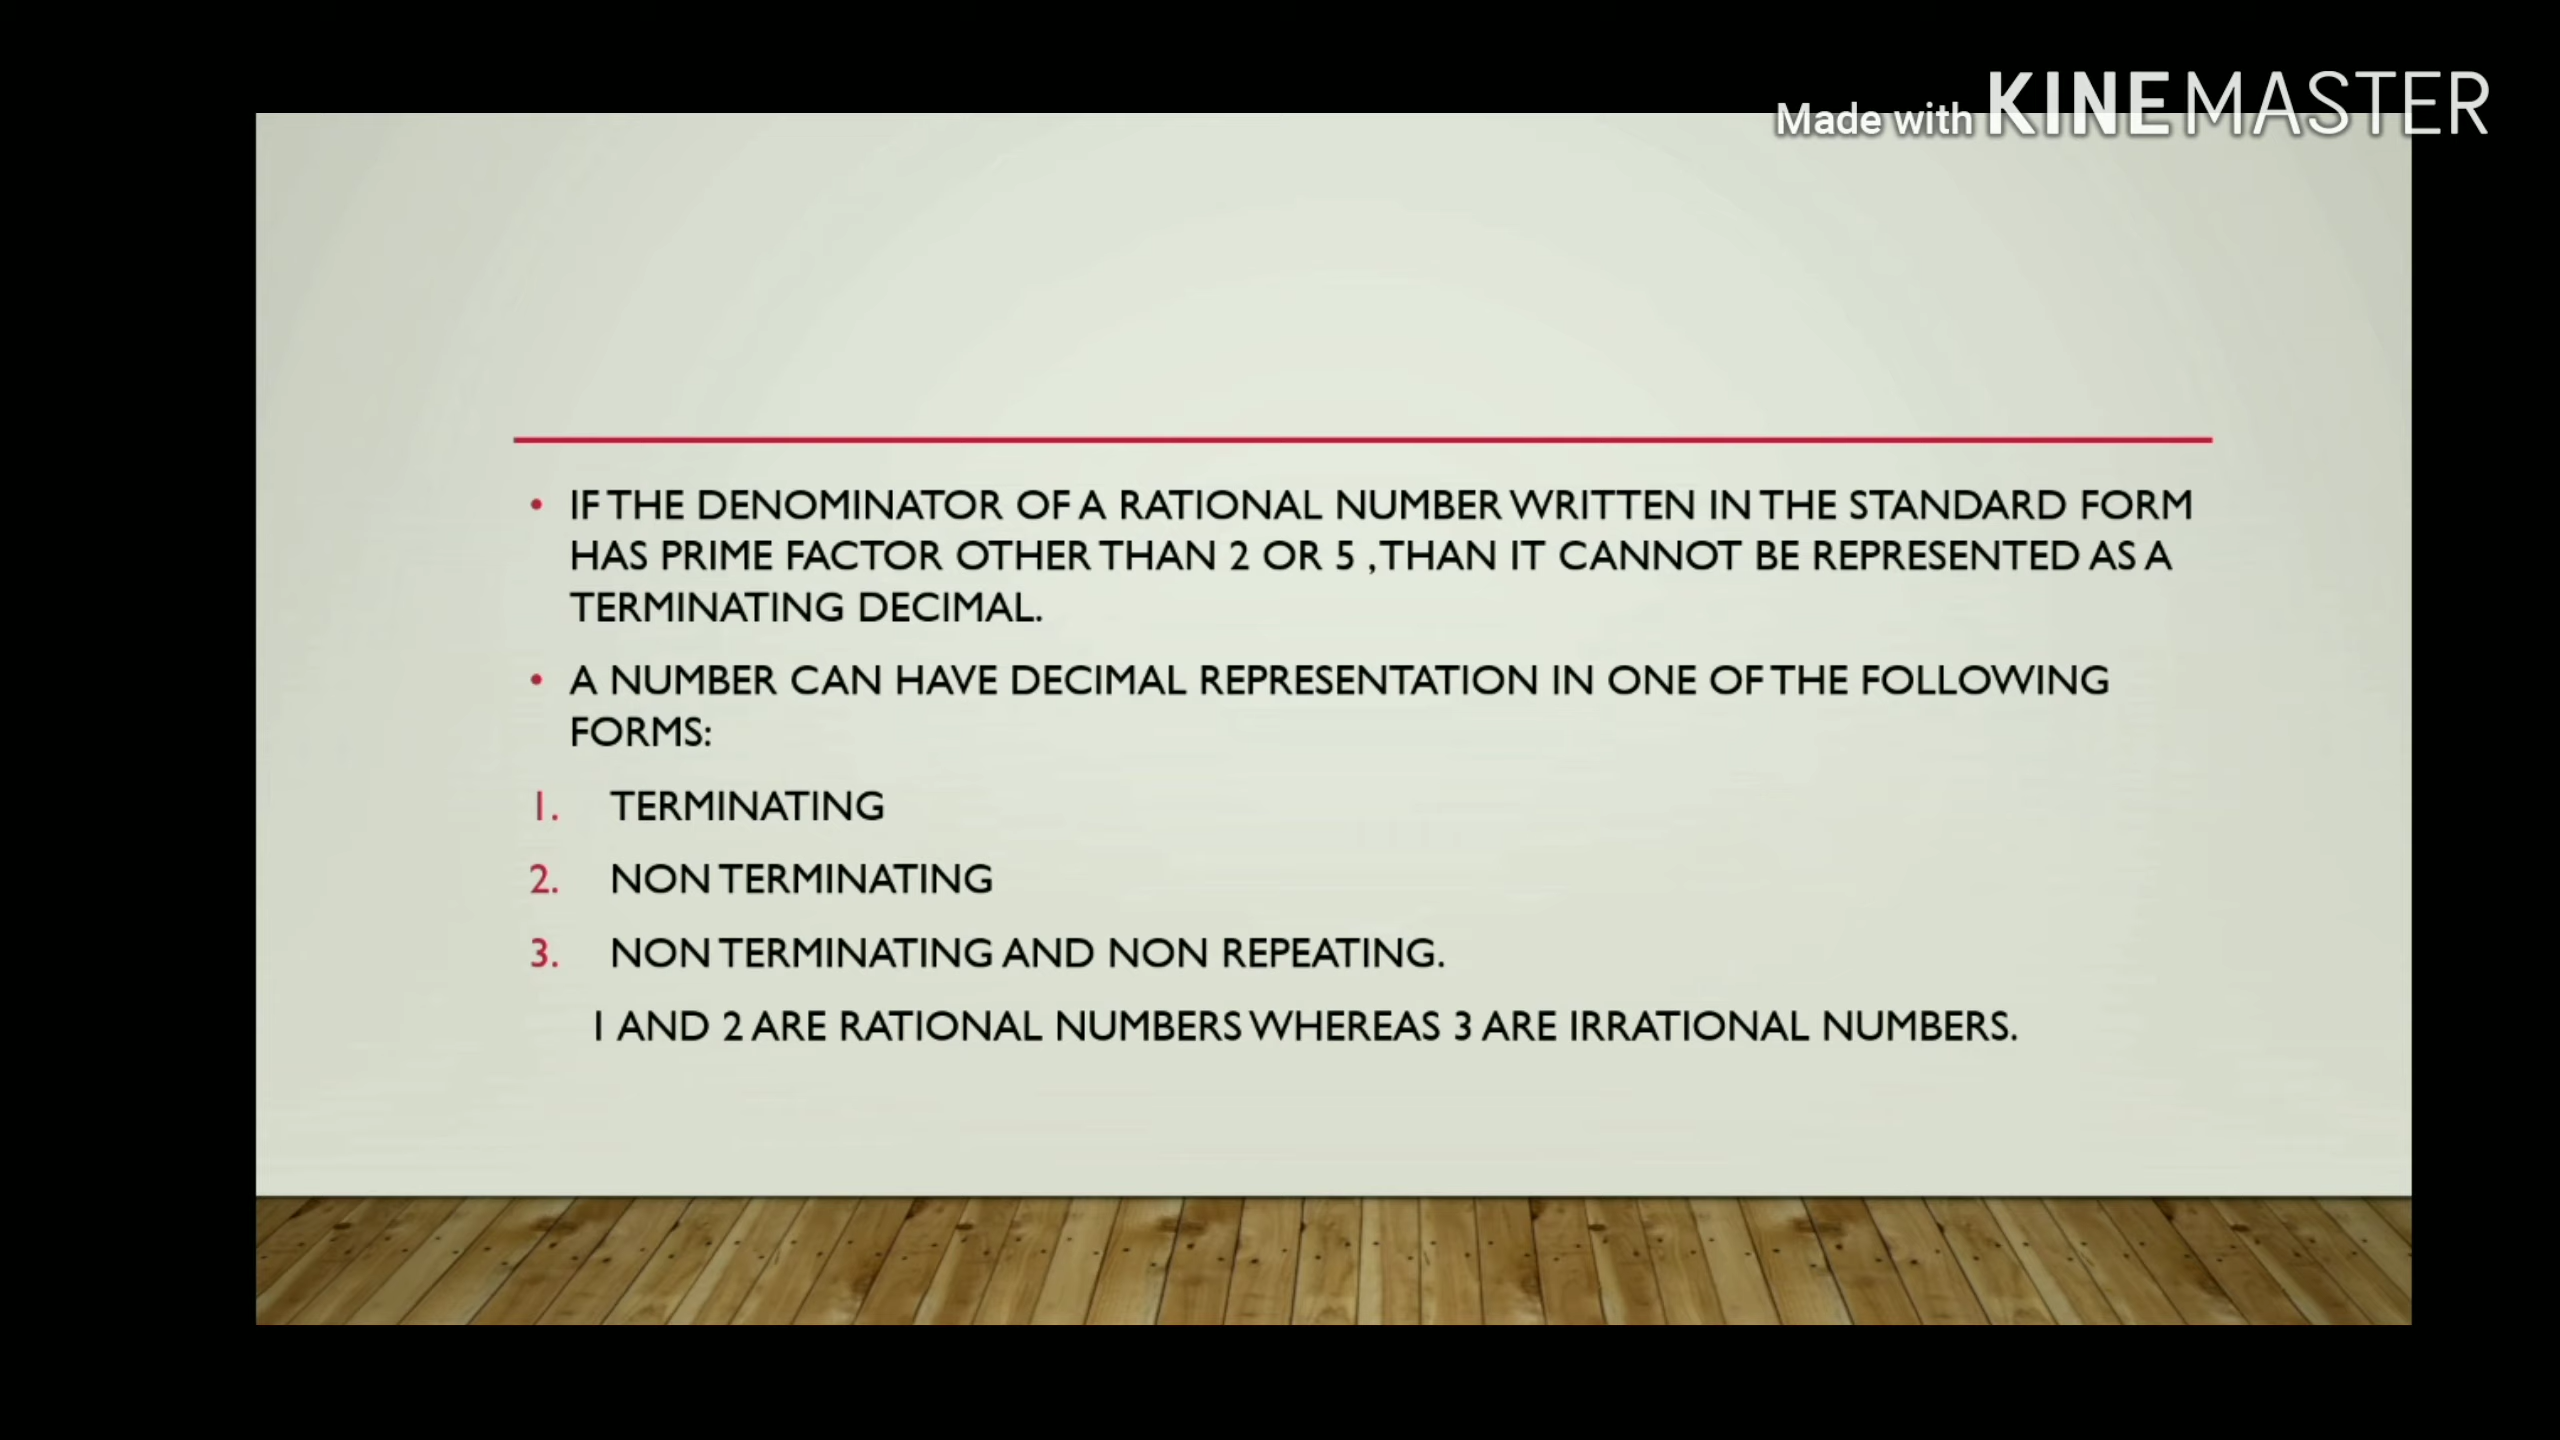 Made with KINEMASTER
• IF THE DENOMINATOR OF A RATIONAL NUMBER WRITTEN IN THE STANDARD FORM
HAS PRIME FACTOR OTHER THAN 2 OR 5 ,THAN IT CANNOT BE REPRESENTED AS A
TERMINATING DECIMAL.
• A NUMBER CAN HAVE DECIMAL REPRESENTATION IN ONE OF THE FOLLOWING
FORMS:
1. TERMINATING
2. NON TERMINATING
3. NON TERMINATING AND NON REPEATING.
1 AND 2 ARE RATIONAL NUMBERS WHEREAS 3 ARE IRRATIONAL NUMBERS.